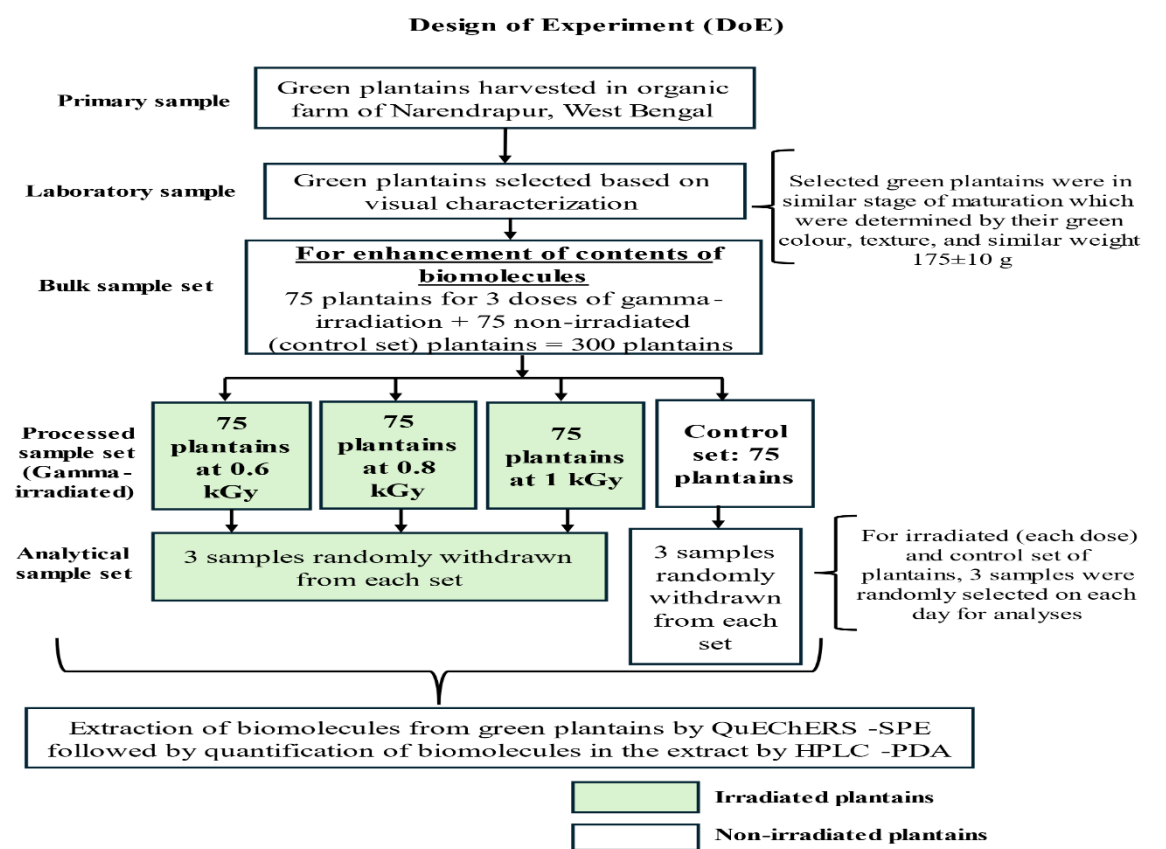 Design of Experiment (DoE)
Primary sample
Green plantains harvested in organic
farm of Narendrapur, West Bengal
Laboratory sample
Green plantains selected based on
visual characterization
Selected green plantains were in
similar stage of maturation which
were determined by their green
colour, texture, and similar weight
175±10 g
Bulk sample set
For enhancement of contents of
biomolecules
75 plantains for 3 doses of gamma-
irradiation + 75 non-irradiated
(control set) plantains = 300 plantains
Processed
sample set
(Gamma-
irradiated)
75
plantains
at 0.6
kGy
75
plantains
at 0.8
kGy
75
plantains
at 1 kGy
Control
set: 75
plantains
Analytical
sample set
3 samples randomly withdrawn
from each set
3 samples
randomly
withdrawn
from each
set
For irradiated (each dose)
and control set of
plantains, 3 samples were
randomly selected on each
day for analyses
Extraction of biomolecules from green plantains by QuEChERS -SPE
followed by quantification of biomolecules in the extract by HPLC -PDA
Irradiated plantains
Non-irradiated plantains